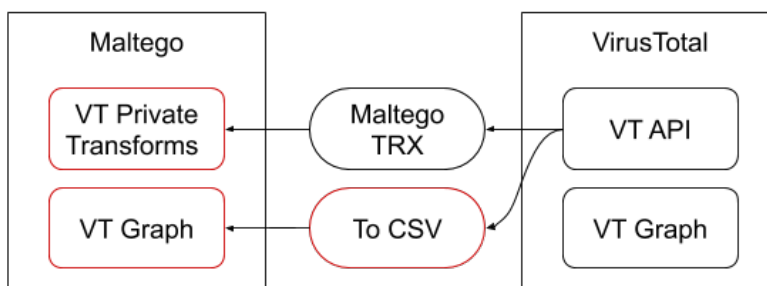 Maltego
VirusTotal
VT Private
Transforms
Maltego
TRX
VT API
VT Graph
To CSV
VT Graph